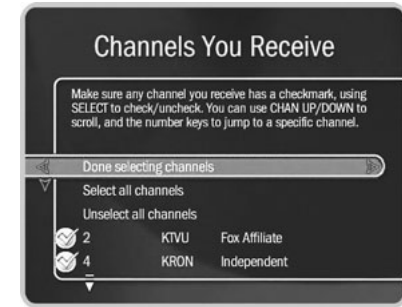 Channels You Receive
Make sure any channel you receive has a checkmark, using
SELECT to check/uncheck. You can use CHAN UP/DOWN to
scroll, and the number keys to jump to a specific channel.
Done selecting channels
Select all channels
Unselect all channels
2 KTVU Fox Affiliate
4 KRON Independent